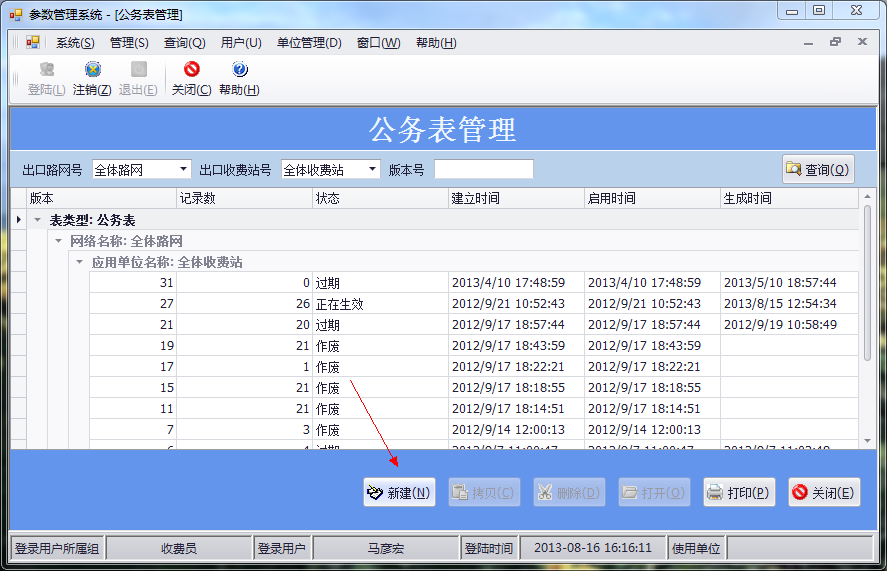 参数管理系统 - [公务表管理]
系统(S) 管理(S) 查询(Q) 用户(U) 单位管理(D) 窗口(W) 帮助(H)
登陆(L) 注销(Z) 退出(E) 关闭(C) 帮助(H)
公务表管理
出口路网号 全体路网 出口收费站号 全体收费站 版本号 查询(Q)
版本 记录数 状态 建立时间 启用时间 生成时间
表类型: 公务表
网络名称: 全体路网
应用单位名称: 全体收费站
31 0 过期 2013/4/10 17:48:59 2013/4/10 17:48:59 2013/5/10 18:57:44
27 26 正在生效 2012/9/21 10:52:43 2012/9/21 10:52:43 2013/8/15 12:54:34
21 20 过期 2012/9/17 18:57:44 2012/9/17 18:57:44 2012/9/19 10:58:49
19 21 作废 2012/9/17 18:43:59 2012/9/17 18:43:59
17 1 作废 2012/9/17 18:22:21 2012/9/17 18:22:21
15 21 作废 2012/9/17 18:18:55 2012/9/17 18:18:55
11 21 作废 2012/9/17 18:14:51 2012/9/17 18:14:51
7 3 作废 2012/9/14 12:00:13 2012/9/14 12:00:13
新建(N) 拷贝(C) 删除(D) 打开(O) 打印(P) 关闭(E)
登录用户所属组 收费员 登录用户 马彦宏 登陆时间 2013-08-16 16:16:11 使用单位